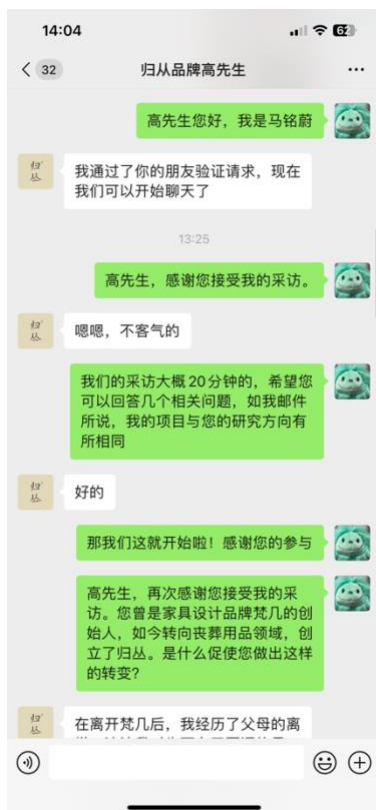 14:04
62
32
归从品牌高先生
高先生您好，我是马铭蔚
我通过了你的朋友验证请求，现在
我们可以开始聊天了
13:25
高先生，感谢您接受我的采访。
嗯嗯，不客气的
我们的采访大概20分钟的，希望您
可以回答几个相关问题，如我邮件
所说，我的项目与您的研究方向有
所相同
好的
那我们这就开始啦！感谢您的参与
高先生，再次感谢您接受我的采
访。您曾是家具设计品牌梵几的创
始人，如今转向丧葬用品领域，创
立了归丛。是什么促使您做出这样
的转变？
在离开梵几后，我经历了父母的离